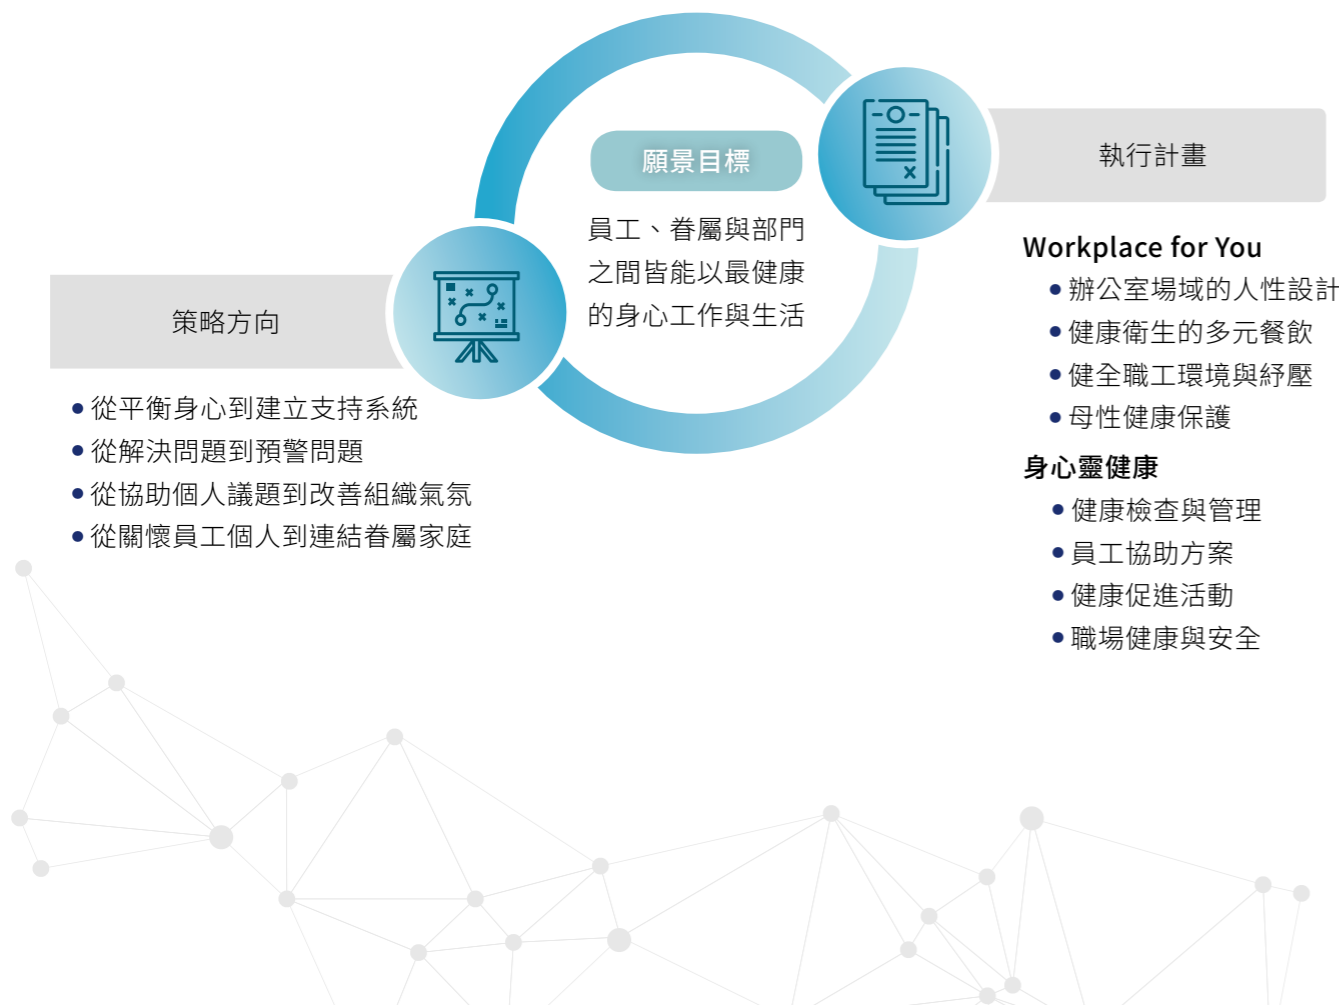 願景目標
員工、眷屬與部門
之間皆能以最健康
的身心工作與生活
策略方向
從平衡身心到建立支持系統
從解決問題到預警問題
從協助個人議題到改善組織氣氛
從關懷員工個人到連結眷屬家庭
執行計畫
Workplace for You
辦公室場域的人性設計
健康衛生的多元餐飲
健全職工環境與紓壓
母性健康保護
身心靈健康
健康檢查與管理
員工協助方案
健康促進活動
職場健康與安全